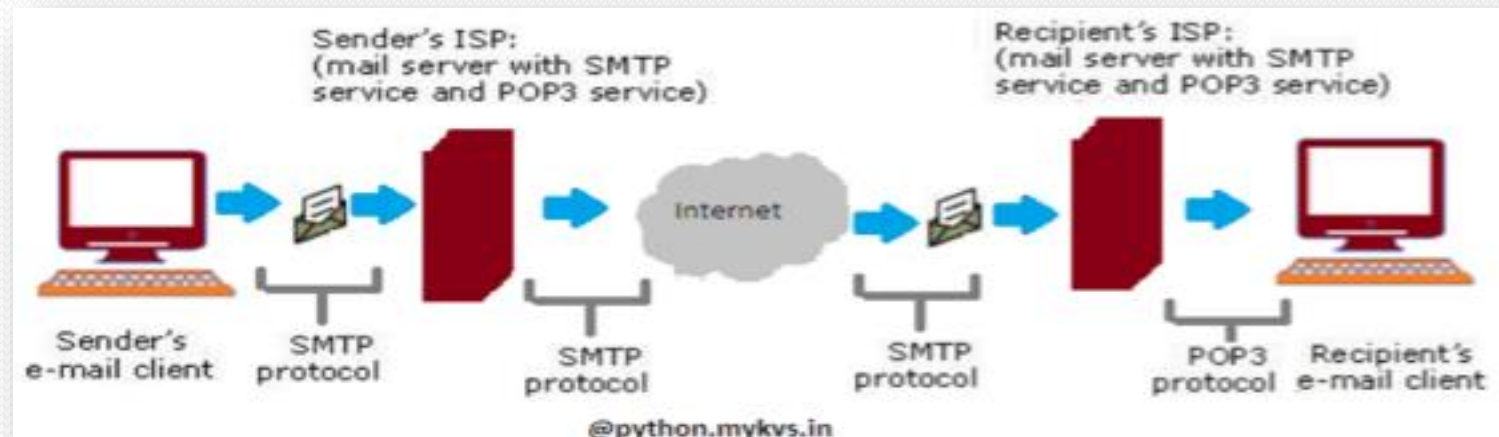 Sender's ISP:
(mail server with SMTP
service and POP3 service)
Recipient's ISP:
(mail server with SMTP
service and POP3 service)
Internet
Sender's
e-mail client
SMTP
protocol
SMTP
protocol
SMTP
protocol
POP3
protocol
Recipient's
e-mail client
@python.mykvs.in